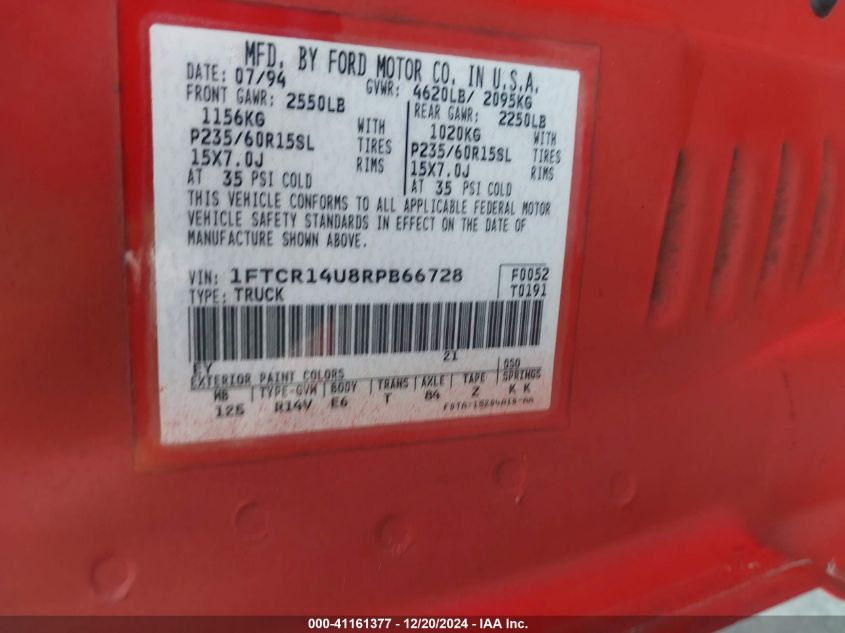 MFD. BY FORD MOTOR CO. IN U.S.A.
DATE: 07/94 GVWR: 4620LB/ 2095KG
FRONT GAWR: 2550LB REAR GAWR: 2250LB
1156KG WITH 1020KG WITH
P235/60R15SL TIRES P235/60R15SL TIRES
15X7.0J RIMS 15X7.0J RIMS
AT 35 PSI COLD AT 35 PSI COLD
THIS VEHICLE CONFORMS TO ALL APPLICABLE FEDERAL MOTOR
VEHICLE SAFETY STANDARDS IN EFFECT ON THE DATE OF
MANUFACTURE SHOWN ABOVE.
VIN: 1FTCR14U8RPB66728 F0052
TYPE: TRUCK T0191
EY 21
EXTERIOR PAINT COLORS DSO
WB TYPE-GVM BODY TRANS AXLE TAPE SPRINGS
125 R14V E6 T 84 Z K K
000-41161377 - 12/20/2024 - IAA Inc.